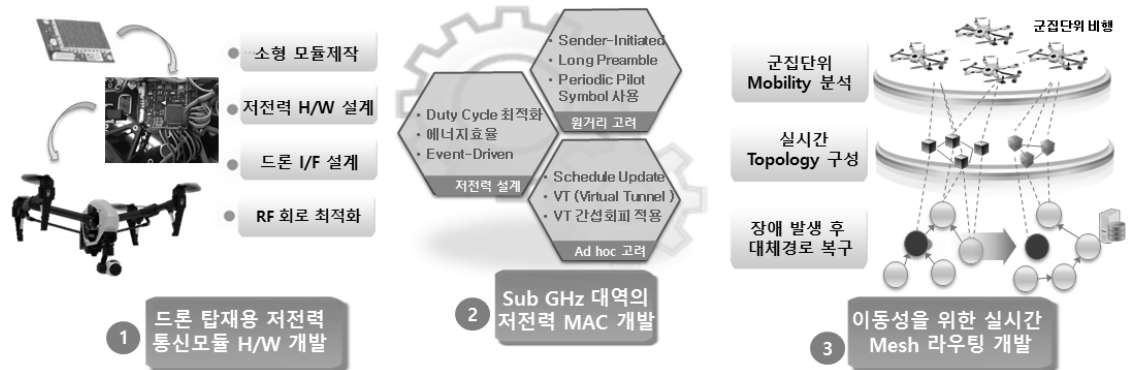 소형 모듈제작
저전력 H/W 설계
드론 I/F 설계
RF 회로 최적화
1
드론 탑재용 저전력
통신모듈 H/W 개발
• Duty Cycle 최적화
• 에너지효율
• Event-Driven
저전력 설계
• Sender-Initiated
• Long Preamble
• Periodic Pilot
Symbol 사용
원거리 고려
• Schedule Update
• VT (Virtual Tunnel )
• VT 간섭회피 적용
Ad hoc 고려
2
Sub GHz 대역의
저전력 MAC 개발
군집단위 비행
군집단위
Mobility 분석
실시간
Topology 구성
장애 발생 후
대체경로 복구
3
이동성을 위한 실시간
Mesh 라우팅 개발